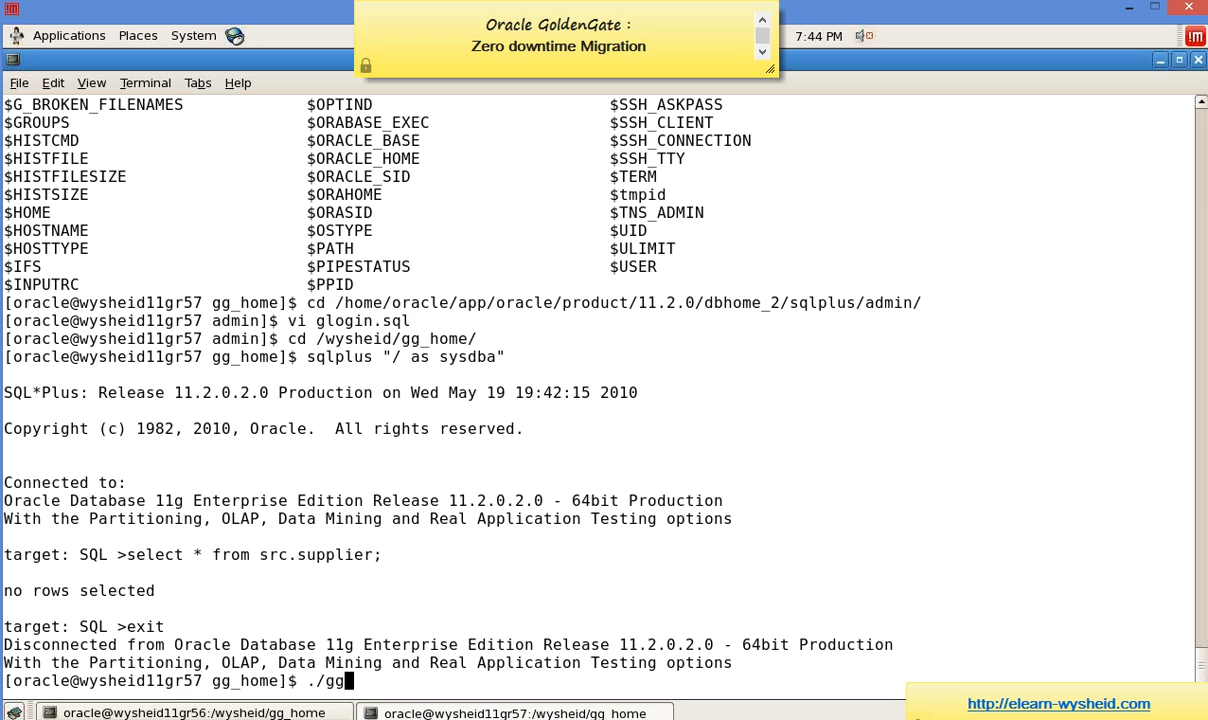 Oracle GoldenGate :
Zero downtime Migration
Applications Places System
7:44 PM
File Edit View Terminal Tabs Help
$G_BROKEN_FILENAMES $OPTIND $SSH_ASKPASS
$GROUPS $ORABASE_EXEC $SSH_CLIENT
$HISTCMD $ORACLE_BASE $SSH_CONNECTION
$HISTFILE $ORACLE_HOME $SSH_TTY
$HISTFILESIZE $ORACLE_SID $TERM
$HISTSIZE $ORAHOME $tmpid
$HOME $ORASID $TNS_ADMIN
$HOSTNAME $OSTYPE $UID
$HOSTTYPE $PATH $ULIMIT
$IFS $PIPESTATUS $USER
$INPUTRC $PPID
[oracle@wysheid11gr57 gg_home]$ cd /home/oracle/app/oracle/product/11.2.0/dbhome_2/sqlplus/admin/
[oracle@wysheid11gr57 admin]$ vi glogin.sql
[oracle@wysheid11gr57 admin]$ cd /wysheid/gg_home/
[oracle@wysheid11gr57 gg_home]$ sqlplus "/ as sysdba"
SQL*Plus: Release 11.2.0.2.0 Production on Wed May 19 19:42:15 2010
Copyright (c) 1982, 2010, Oracle.  All rights reserved.
Connected to:
Oracle Database 11g Enterprise Edition Release 11.2.0.2.0 - 64bit Production
With the Partitioning, OLAP, Data Mining and Real Application Testing options
target: SQL >select * from src.supplier;
no rows selected
target: SQL >exit
Disconnected from Oracle Database 11g Enterprise Edition Release 11.2.0.2.0 - 64bit Production
With the Partitioning, OLAP, Data Mining and Real Application Testing options
[oracle@wysheid11gr57 gg_home]$ ./gg
http://elearn-wysheid.com
oracle@wysheid11gr56:/wysheid/gg_home oracle@wysheid11gr57:/wysheid/gg_home